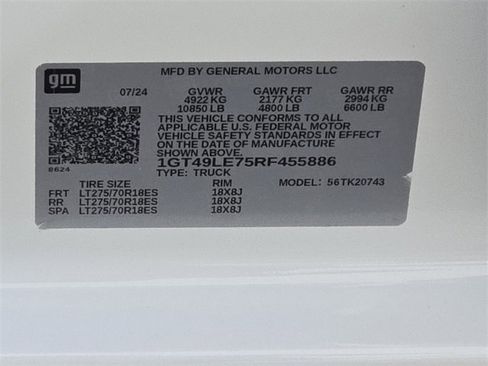 gm
MFD BY GENERAL MOTORS LLC
07/24 GVWR GAWR FRT GAWR RR
4922 KG 2177 KG 2994 KG
10850 LB 4800 LB 6600 LB
THIS VEHICLE CONFORMS TO ALL
APPLICABLE U.S. FEDERAL MOTOR
VEHICLE SAFETY STANDARDS IN EFFECT
ON THE DATE OF MANUFACTURE
SHOWN ABOVE.
1GT49LE75RF455886
8624 TYPE: TRUCK
TIRE SIZE RIM MODEL: 56TK20743
FRT LT275/70R18ES 18X8J
RR LT275/70R18ES 18X8J
SPA LT275/70R18ES 18X8J